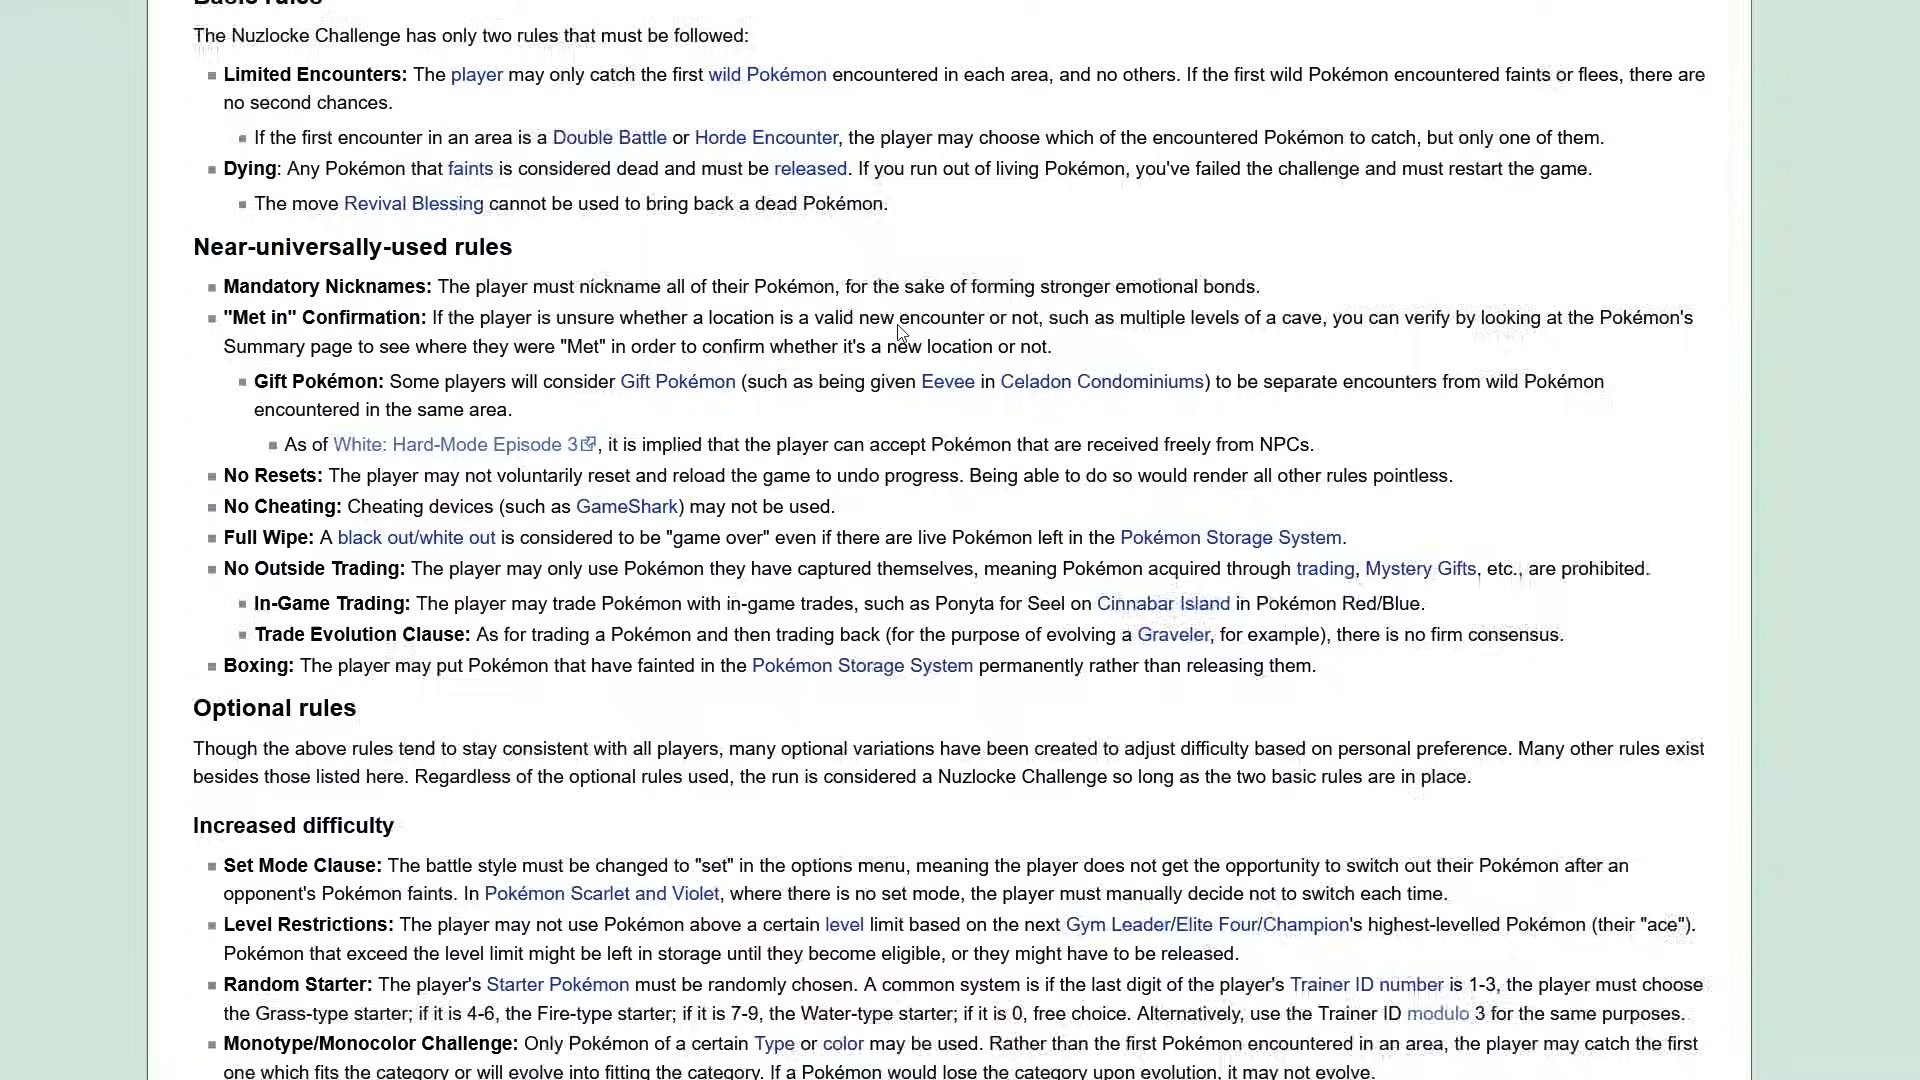 Basic rules
The Nuzlocke Challenge has only two rules that must be followed:
Limited Encounters: The player may only catch the first wild Pokémon encountered in each area, and no others. If the first wild Pokémon encountered faints or flees, there are
no second chances.
If the first encounter in an area is a Double Battle or Horde Encounter, the player may choose which of the encountered Pokémon to catch, but only one of them.
Dying: Any Pokémon that faints is considered dead and must be released. If you run out of living Pokémon, you've failed the challenge and must restart the game.
The move Revival Blessing cannot be used to bring back a dead Pokémon.
Near-universally-used rules
Mandatory Nicknames: The player must nickname all of their Pokémon, for the sake of forming stronger emotional bonds.
"Met in" Confirmation: If the player is unsure whether a location is a valid new encounter or not, such as multiple levels of a cave, you can verify by looking at the Pokémon's
Summary page to see where they were "Met" in order to confirm whether it's a new location or not.
Gift Pokémon: Some players will consider Gift Pokémon (such as being given Eevee in Celadon Condominiums) to be separate encounters from wild Pokémon
encountered in the same area.
As of White: Hard-Mode Episode 3, it is implied that the player can accept Pokémon that are received freely from NPCs.
No Resets: The player may not voluntarily reset and reload the game to undo progress. Being able to do so would render all other rules pointless.
No Cheating: Cheating devices (such as GameShark) may not be used.
Full Wipe: A black out/white out is considered to be "game over" even if there are live Pokémon left in the Pokémon Storage System.
No Outside Trading: The player may only use Pokémon they have captured themselves, meaning Pokémon acquired through trading, Mystery Gifts, etc., are prohibited.
In-Game Trading: The player may trade Pokémon with in-game trades, such as Ponyta for Seel on Cinnabar Island in Pokémon Red/Blue.
Trade Evolution Clause: As for trading a Pokémon and then trading back (for the purpose of evolving a Graveler, for example), there is no firm consensus.
Boxing: The player may put Pokémon that have fainted in the Pokémon Storage System permanently rather than releasing them.
Optional rules
Though the above rules tend to stay consistent with all players, many optional variations have been created to adjust difficulty based on personal preference. Many other rules exist
besides those listed here. Regardless of the optional rules used, the run is considered a Nuzlocke Challenge so long as the two basic rules are in place.
Increased difficulty
Set Mode Clause: The battle style must be changed to "set" in the options menu, meaning the player does not get the opportunity to switch out their Pokémon after an
opponent's Pokémon faints. In Pokémon Scarlet and Violet, where there is no set mode, the player must manually decide not to switch each time.
Level Restrictions: The player may not use Pokémon above a certain level limit based on the next Gym Leader/Elite Four/Champion's highest-levelled Pokémon (their "ace").
Pokémon that exceed the level limit might be left in storage until they become eligible, or they might have to be released.
Random Starter: The player's Starter Pokémon must be randomly chosen. A common system is if the last digit of the player's Trainer ID number is 1-3, the player must choose
the Grass-type starter; if it is 4-6, the Fire-type starter; if it is 7-9, the Water-type starter; if it is 0, free choice. Alternatively, use the Trainer ID modulo 3 for the same purposes.
Monotype/Monocolor Challenge: Only Pokémon of a certain Type or color may be used. Rather than the first Pokémon encountered in an area, the player may catch the first
one which fits the category or will evolve into fitting the category. If a Pokémon would lose the category upon evolution, it may not evolve.